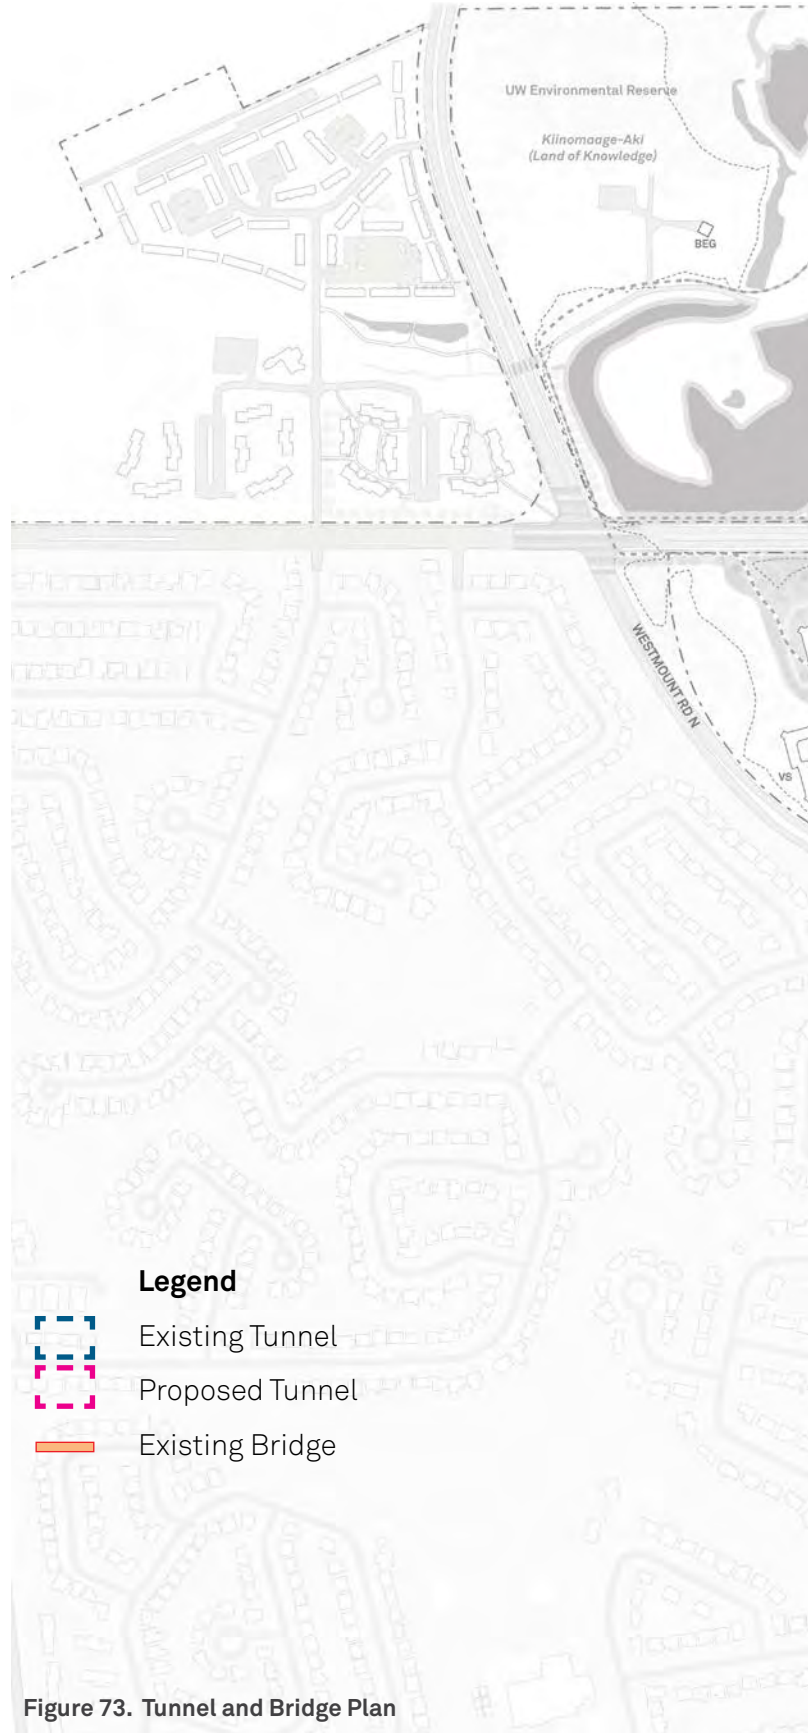 UW Environmental Reserve
Kiinomaage-Aki
(Land of Knowledge)
BEG
WESTMOUNT RD N
VS
Legend
Existing Tunnel
Proposed Tunnel
Existing Bridge
Figure 73. Tunnel and Bridge Plan